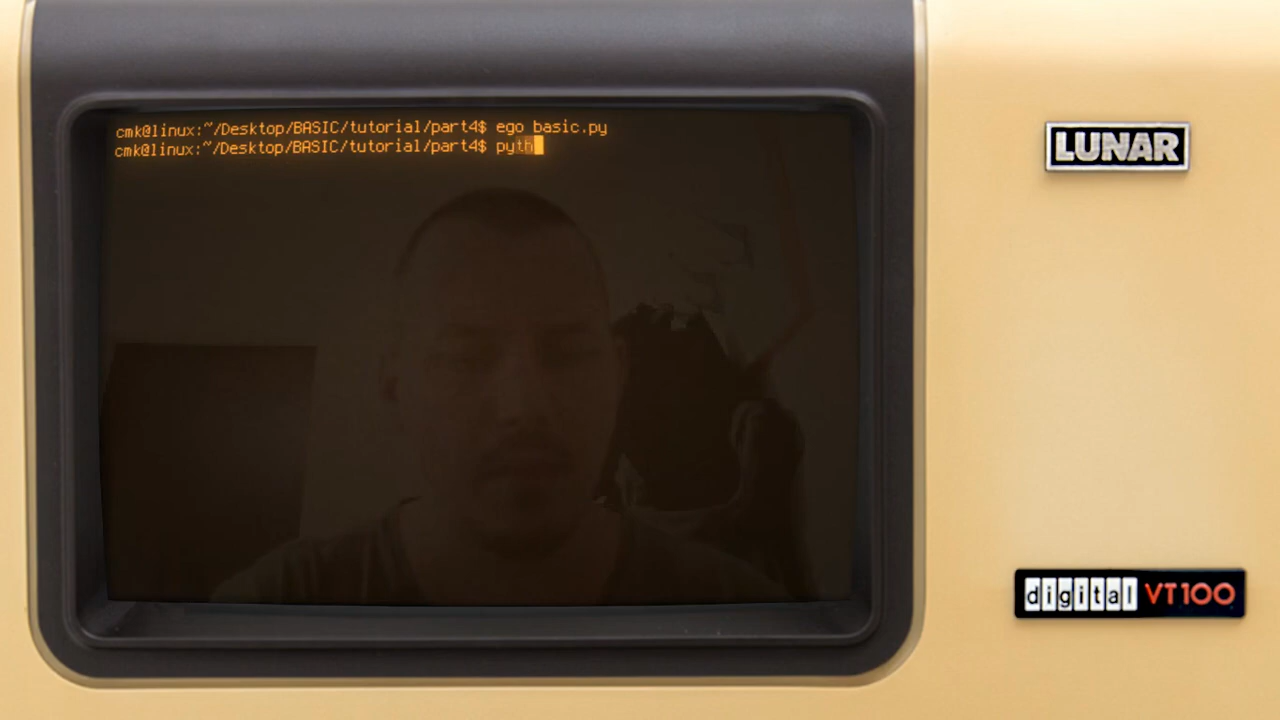 cmk@linux:~/Desktop/BASIC/tutorial/part4$ ego basic.py
cmk@linux:~/Desktop/BASIC/tutorial/part4$ pyth
LUNAR
digital VT100